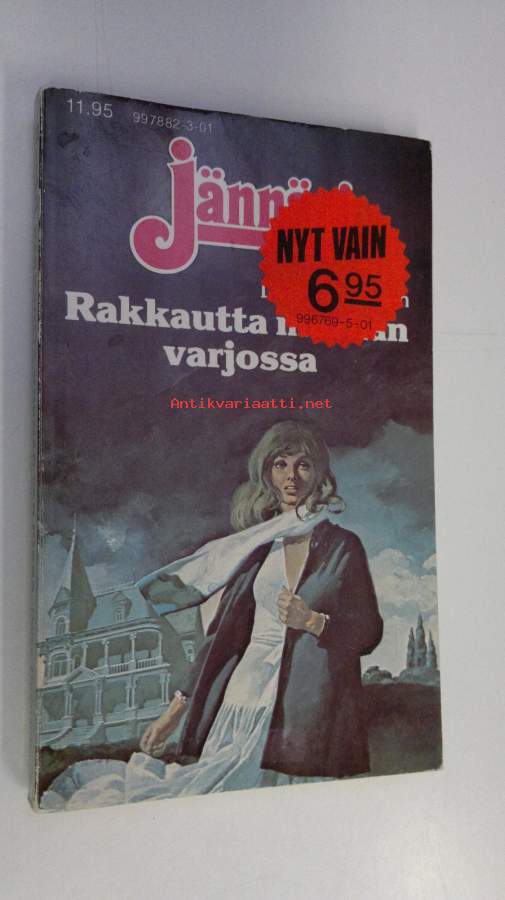 11.95 997882-3-01
NYT VAIN
6 95
996769-5-01
Rakkautta
varjossa
Antikvariaatti.net